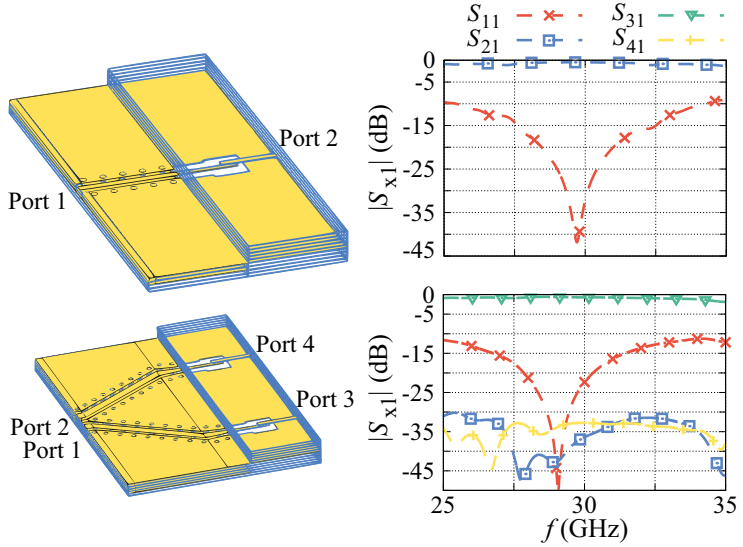 S11 S31
S21 S41
Port 2
Port 1
|Sx1| (dB)
0
-5
-15
-25
-35
-45
Port 4
Port 3
Port 2
Port 1
|Sx1| (dB)
0
-5
-15
-25
-35
-45
25 30 35
f (GHz)